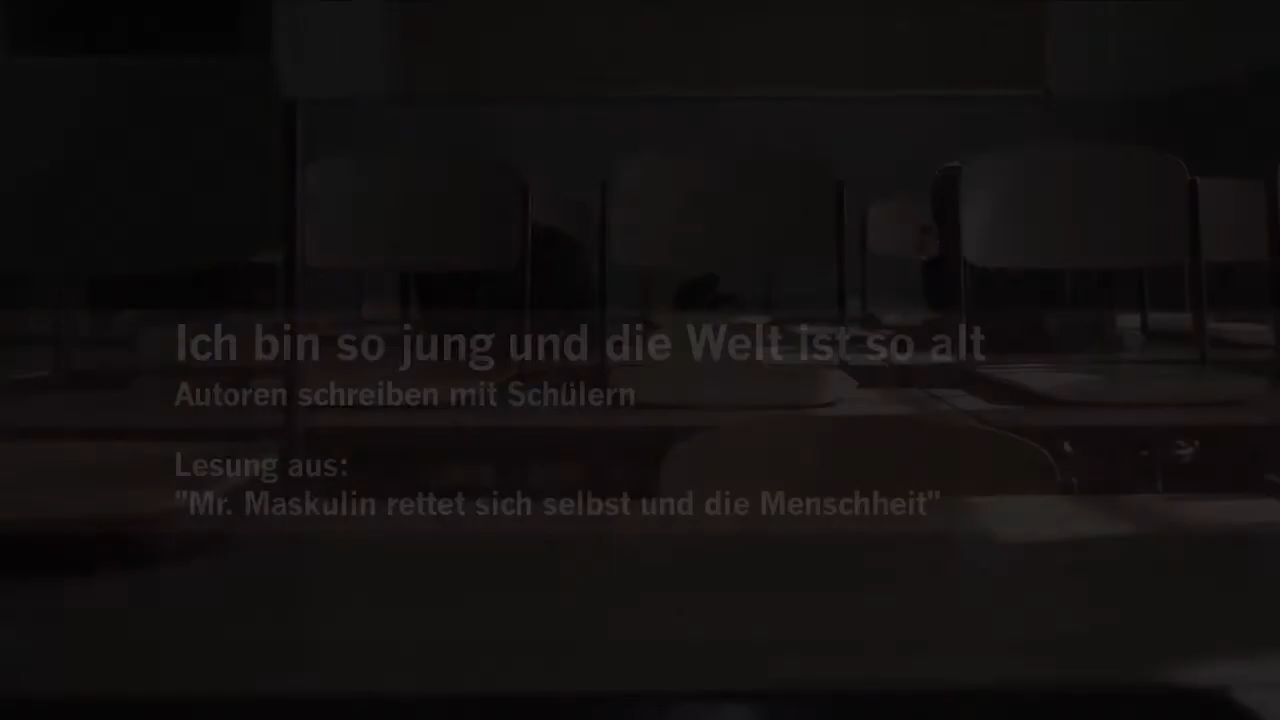 Ich bin so jung und die Welt ist so alt
Autoren schreiben mit Schülern
Lesung aus:
"Mr. Maskulin rettet sich selbst und die Menschheit"